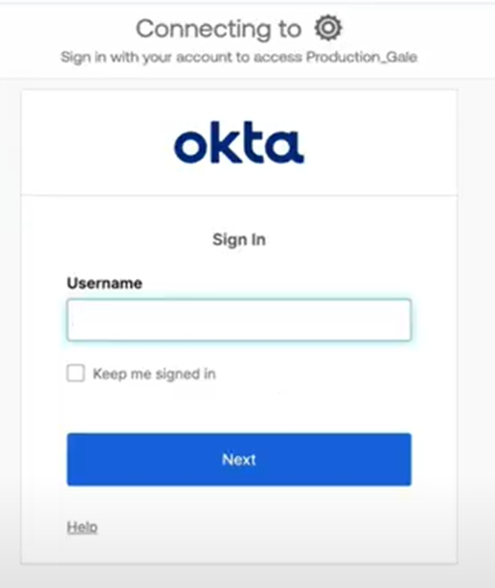 Connecting to
Sign in with your account to access Production_Gale
okta
Sign In
Username
Keep me signed in
Next
Help